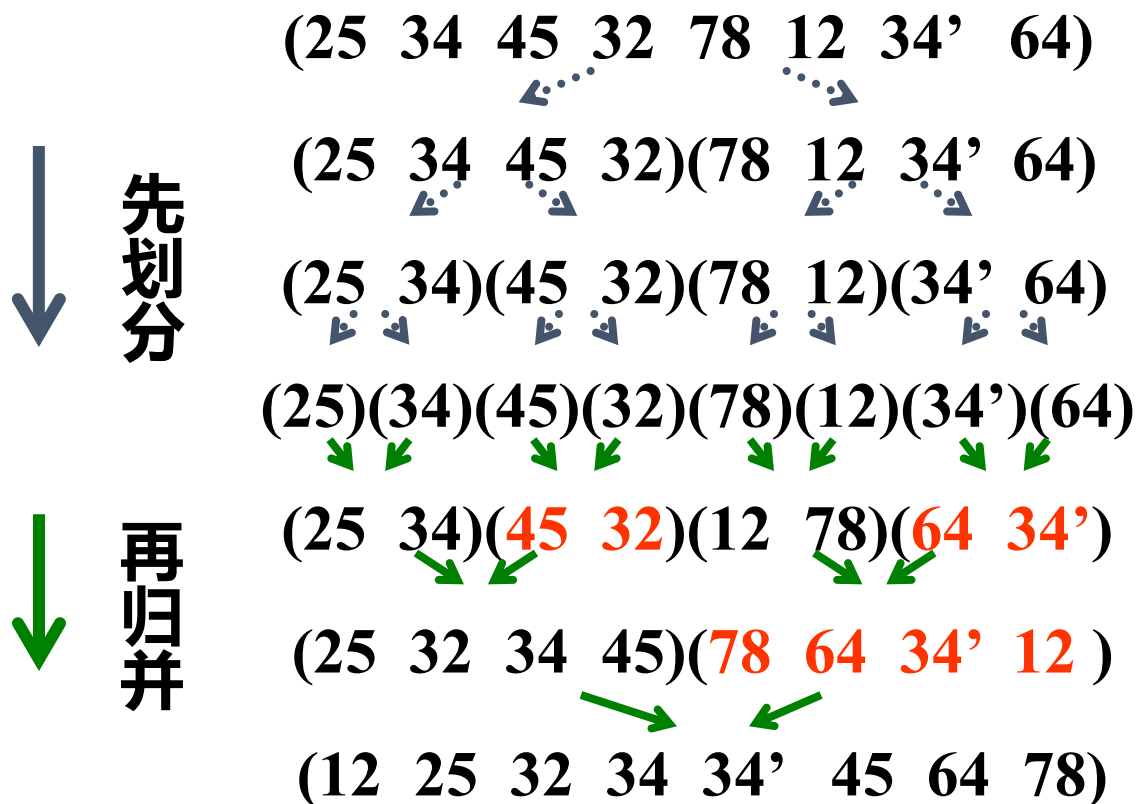 (25 34 45 32 78 12 34’ 64)
(25 34 45 32)(78 12 34’ 64)
先划分
(25 34)(45 32)(78 12)(34’ 64)
(25)(34)(45)(32)(78)(12)(34’)(64)
(25 34)(45 32)(12 78)(64 34’)
再归并
(25 32 34 45)(78 64 34’ 12 )
(12 25 32 34 34’ 45 64 78)